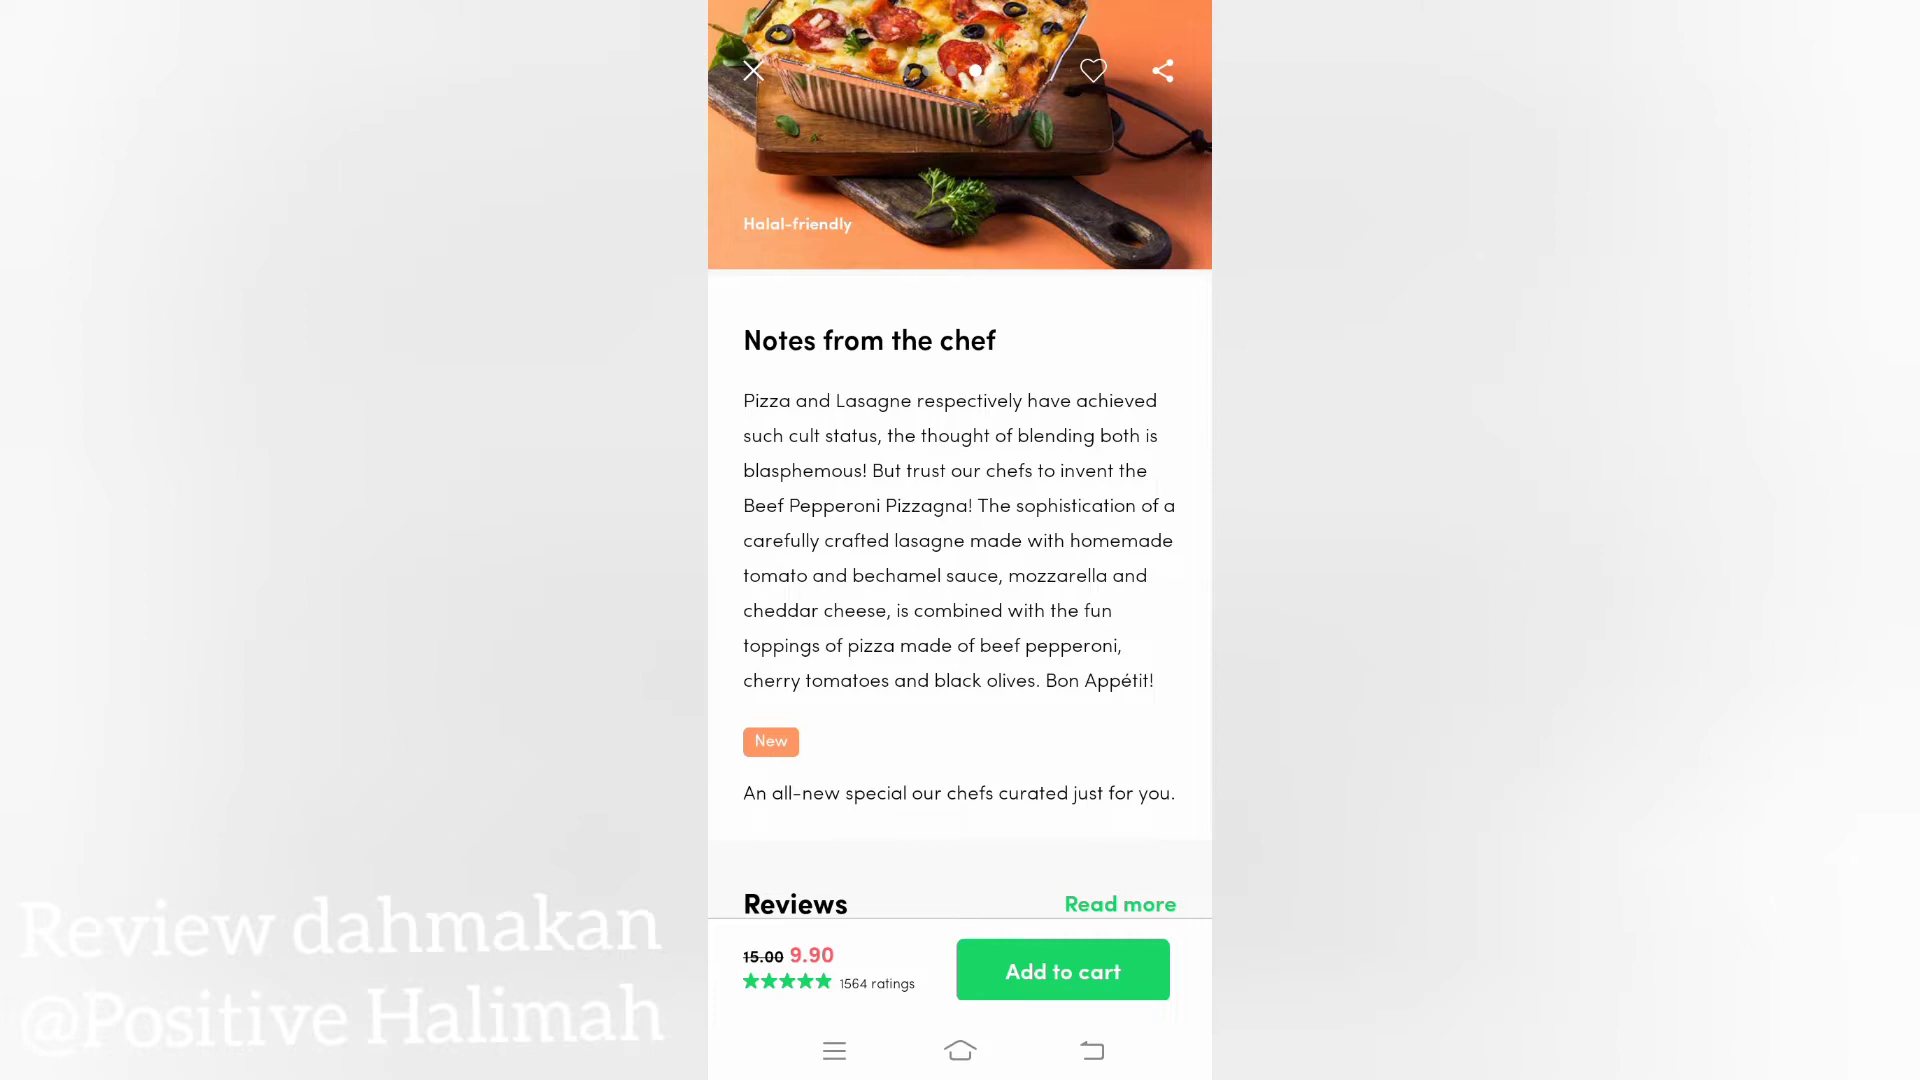 Halal-friendly
Notes from the chef
Pizza and Lasagne respectively have achieved
such cult status, the thought of blending both is
blasphemous! But trust our chefs to invent the
Beef Pepperoni Pizzagna! The sophistication of a
carefully crafted lasagne made with homemade
tomato and bechamel sauce, mozzarella and
cheddar cheese, is combined with the fun
toppings of pizza made of beef pepperoni,
cherry tomatoes and black olives. Bon Appétit!
New
An all-new special our chefs curated just for you.
Reviews Read more
15.00 9.90
1564 ratings
Add to cart
Review dahmakan
@Positive Halimah